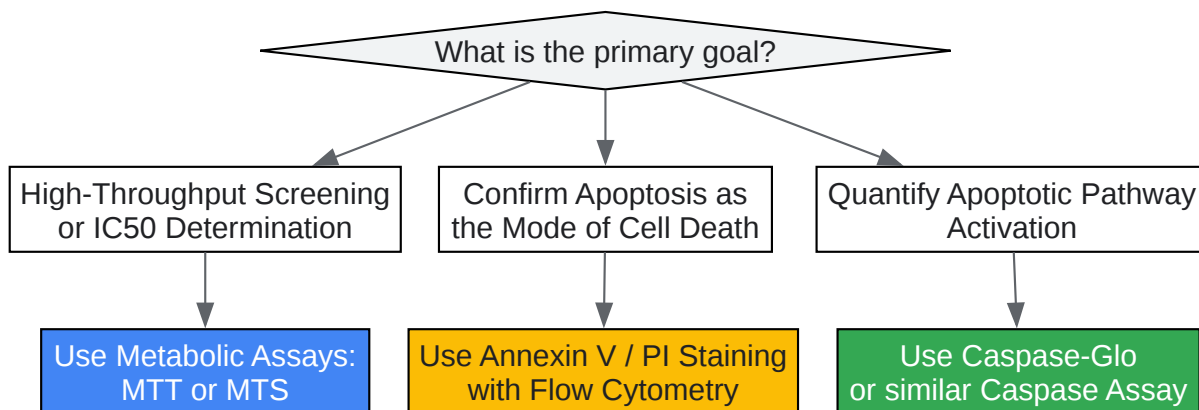 What is the primary goal?
High-Throughput Screening
or IC50 Determination
Confirm Apoptosis as
the Mode of Cell Death
Quantify Apoptotic Pathway
Activation
Use Metabolic Assays:
MTT or MTS
Use Annexin V / PI Staining
with Flow Cytometry
Use Caspase-Glo
or similar Caspase Assay